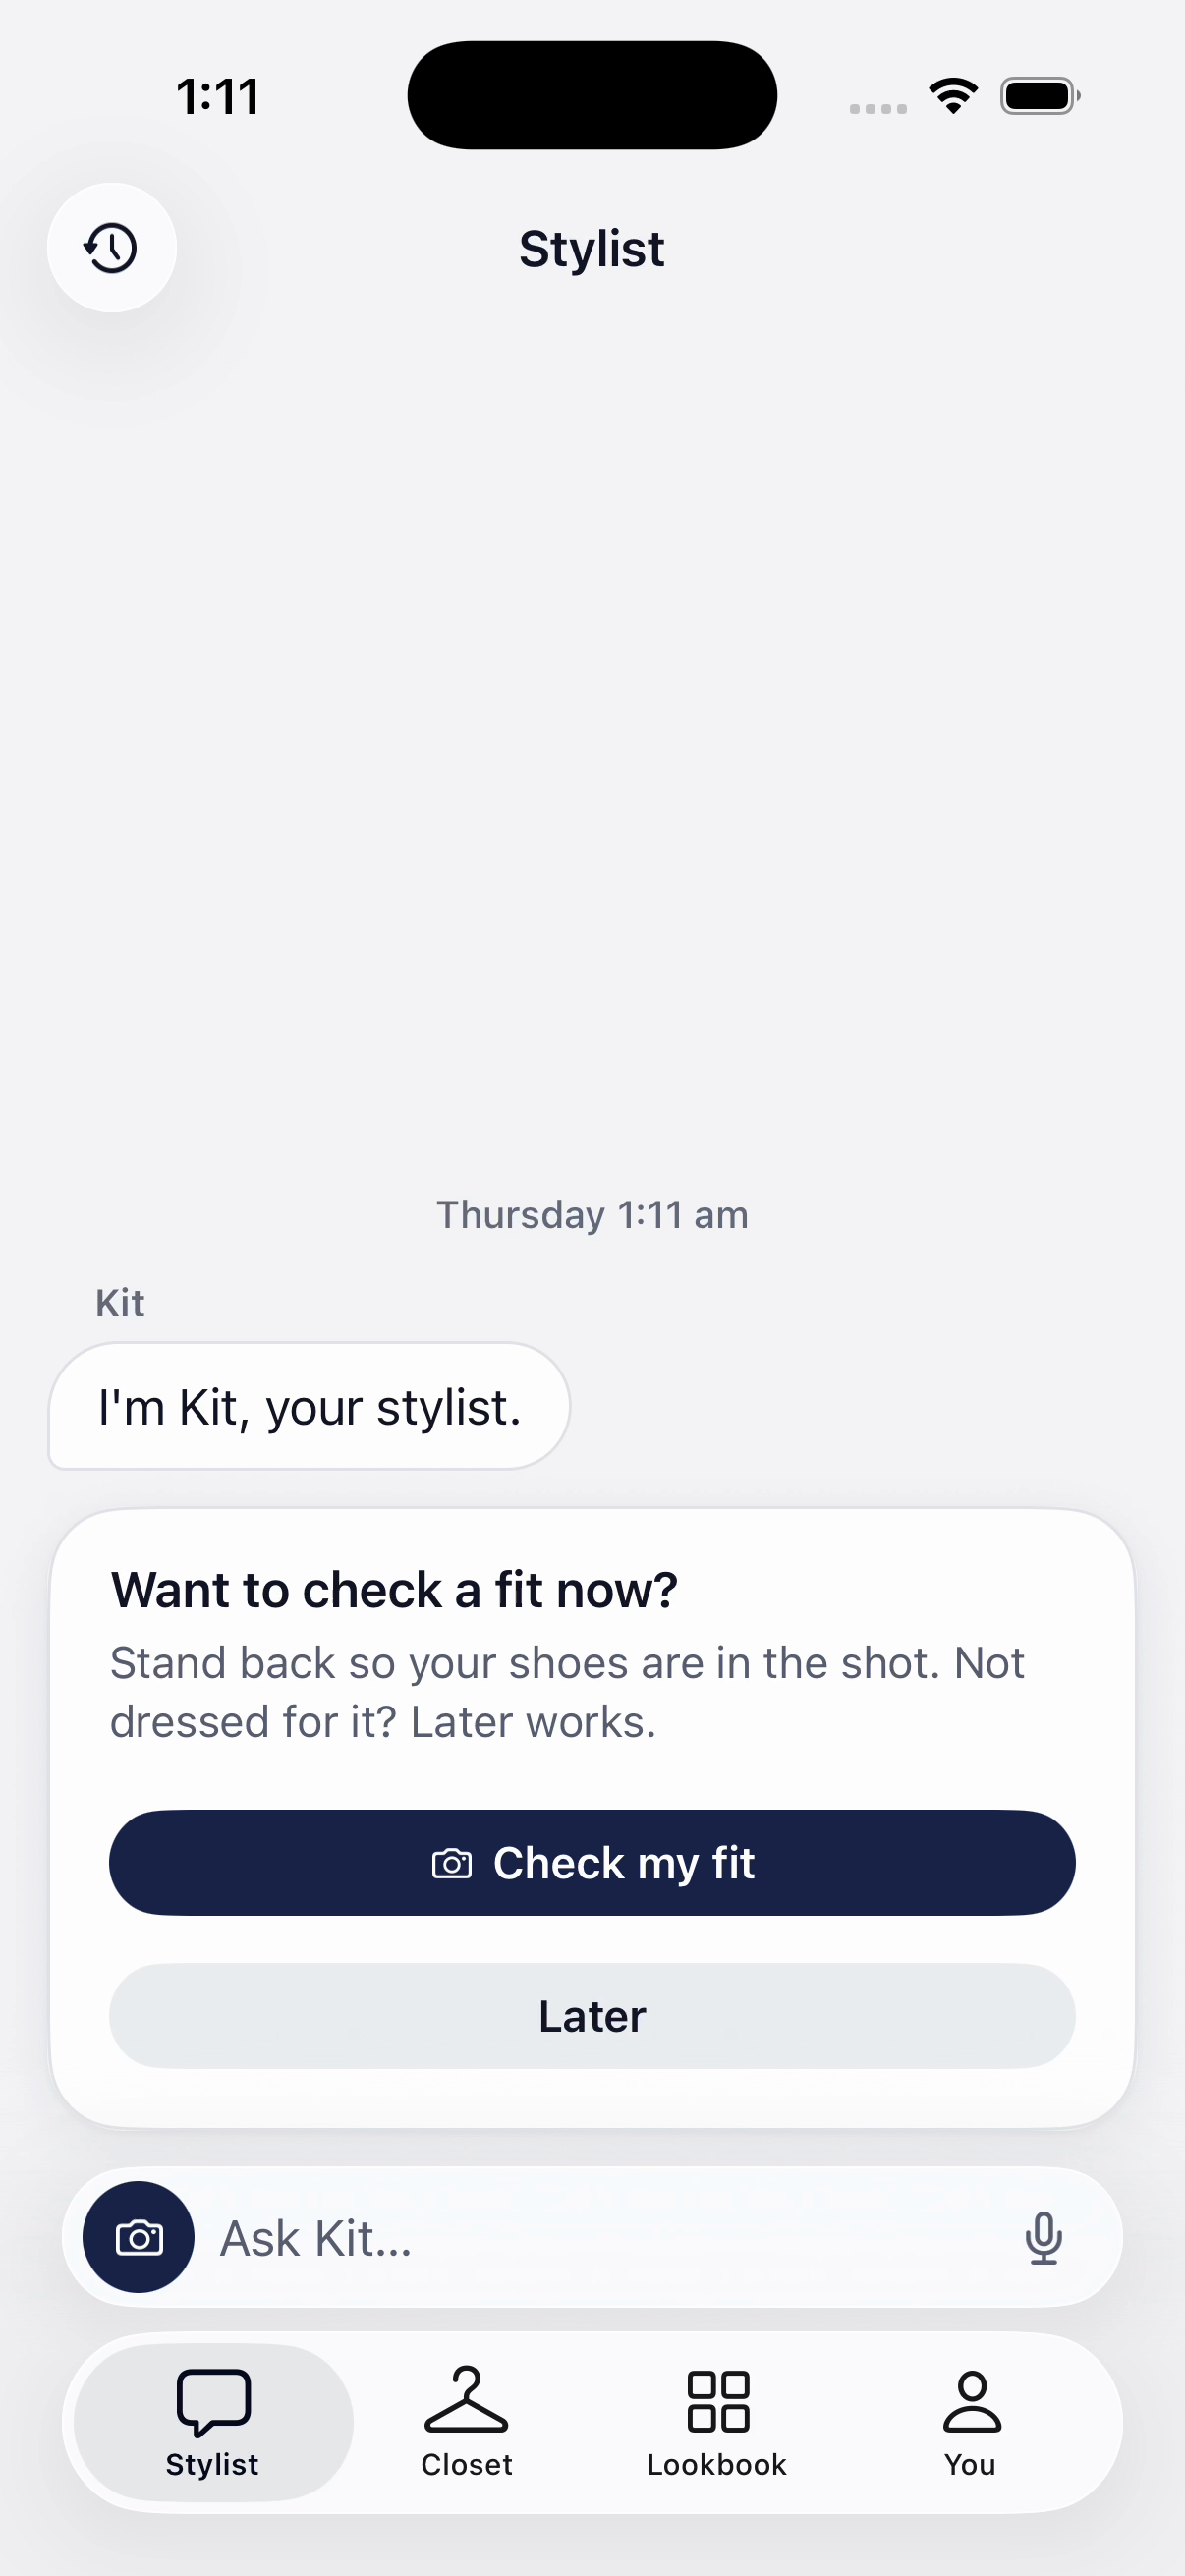 1:11
Stylist
Thursday 1:11 am
Kit
I'm Kit, your stylist.
Want to check a fit now?
Stand back so your shoes are in the shot. Not
dressed for it? Later works.
Check my fit
Later
Ask Kit...
Stylist
Closet
Lookbook
You